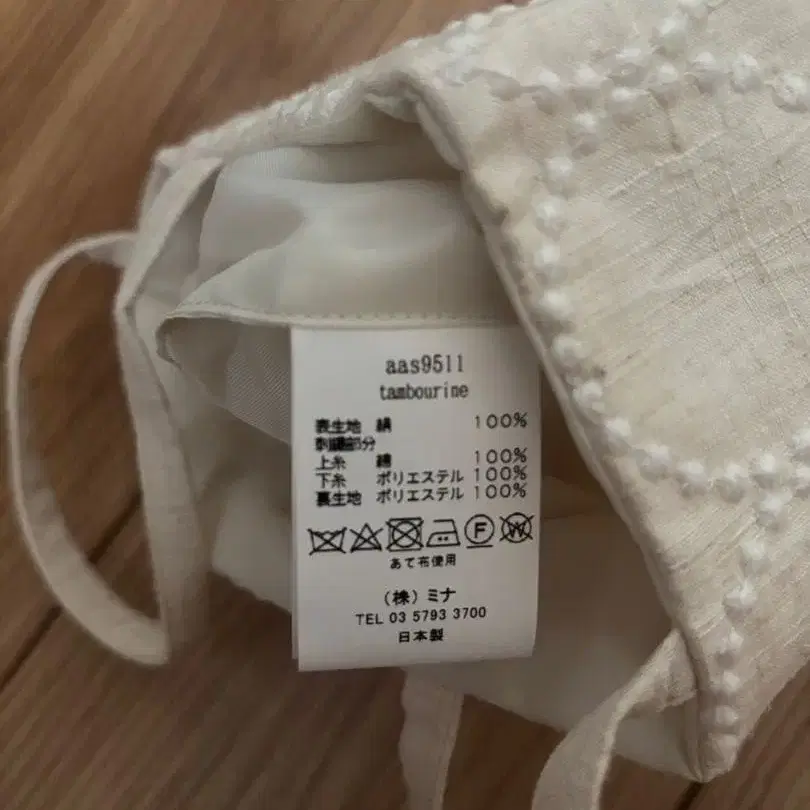 aas9511
tambourine
表生地 絹 100%
刺繍部分
上糸 綿 100%
下糸 ポリエステル 100%
裏生地 ポリエステル 100%
F W
あて布使用
(株) ミナ
TEL 03 5793 3700
日本製